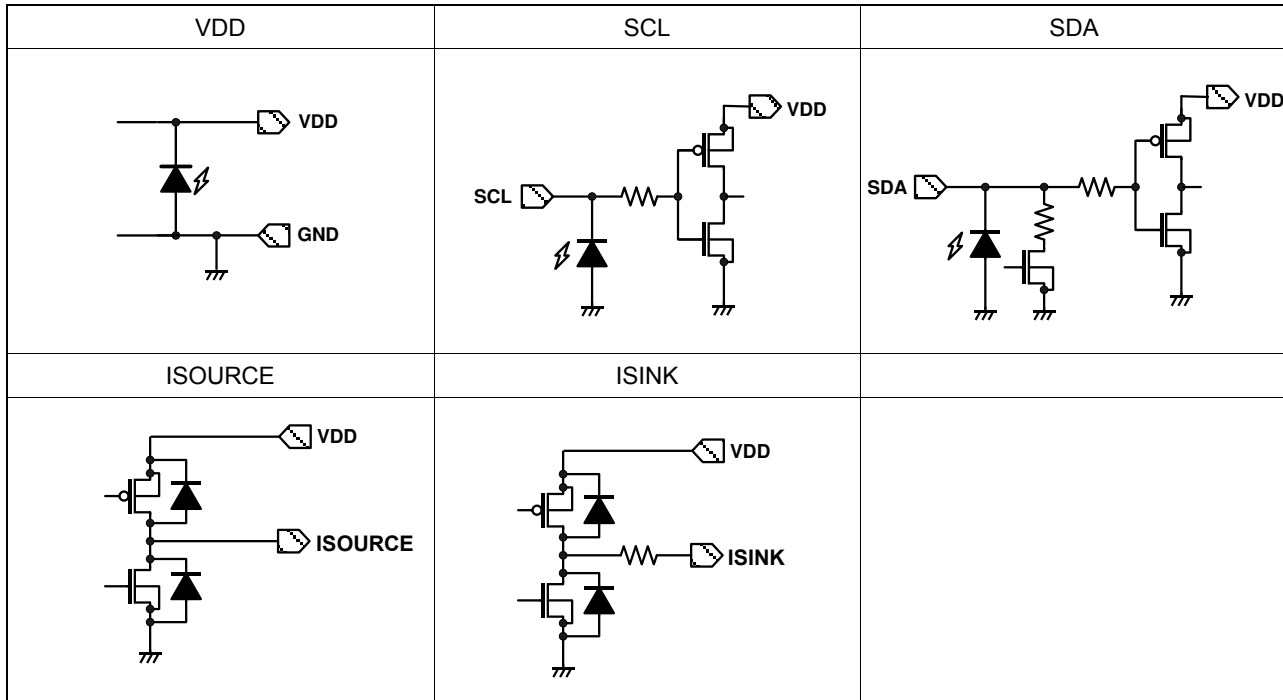 VDD
SCL
SDA
VDD
GND
SCL
VDD
SDA
VDD
ISOURCE
ISINK
VDD
ISOURCE
VDD
ISINK